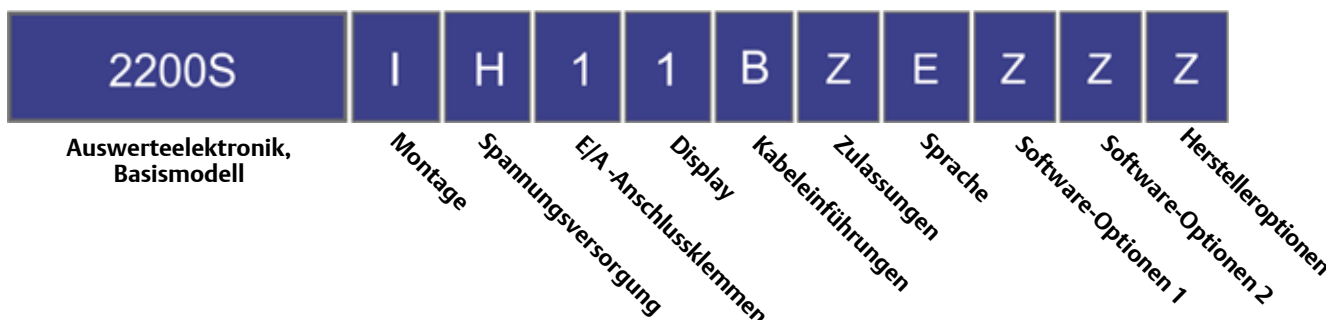 2200S I H 1 1 B Z E Z Z Z
Auswerteelektronik,
Basismodell
Montage
Spannungsversorgung
E/A -Anschlussklemmen
Display
Kabeleinführungen
Zulassungen
Sprache
Software-Optionen 1
Software-Optionen 2
Herstelleroptionen